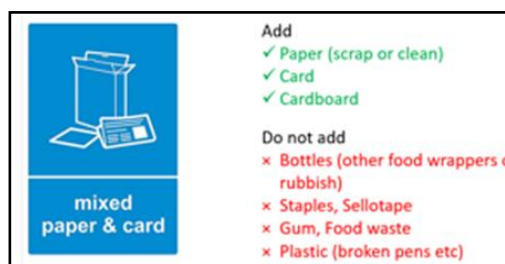 mixed
paper & card
Add
✓ Paper (scrap or clean)
✓ Card
✓ Cardboard
Do not add
× Bottles (other food wrappers
rubbish)
× Staples, Sellotape
× Gum, Food waste
× Plastic (broken pens etc)